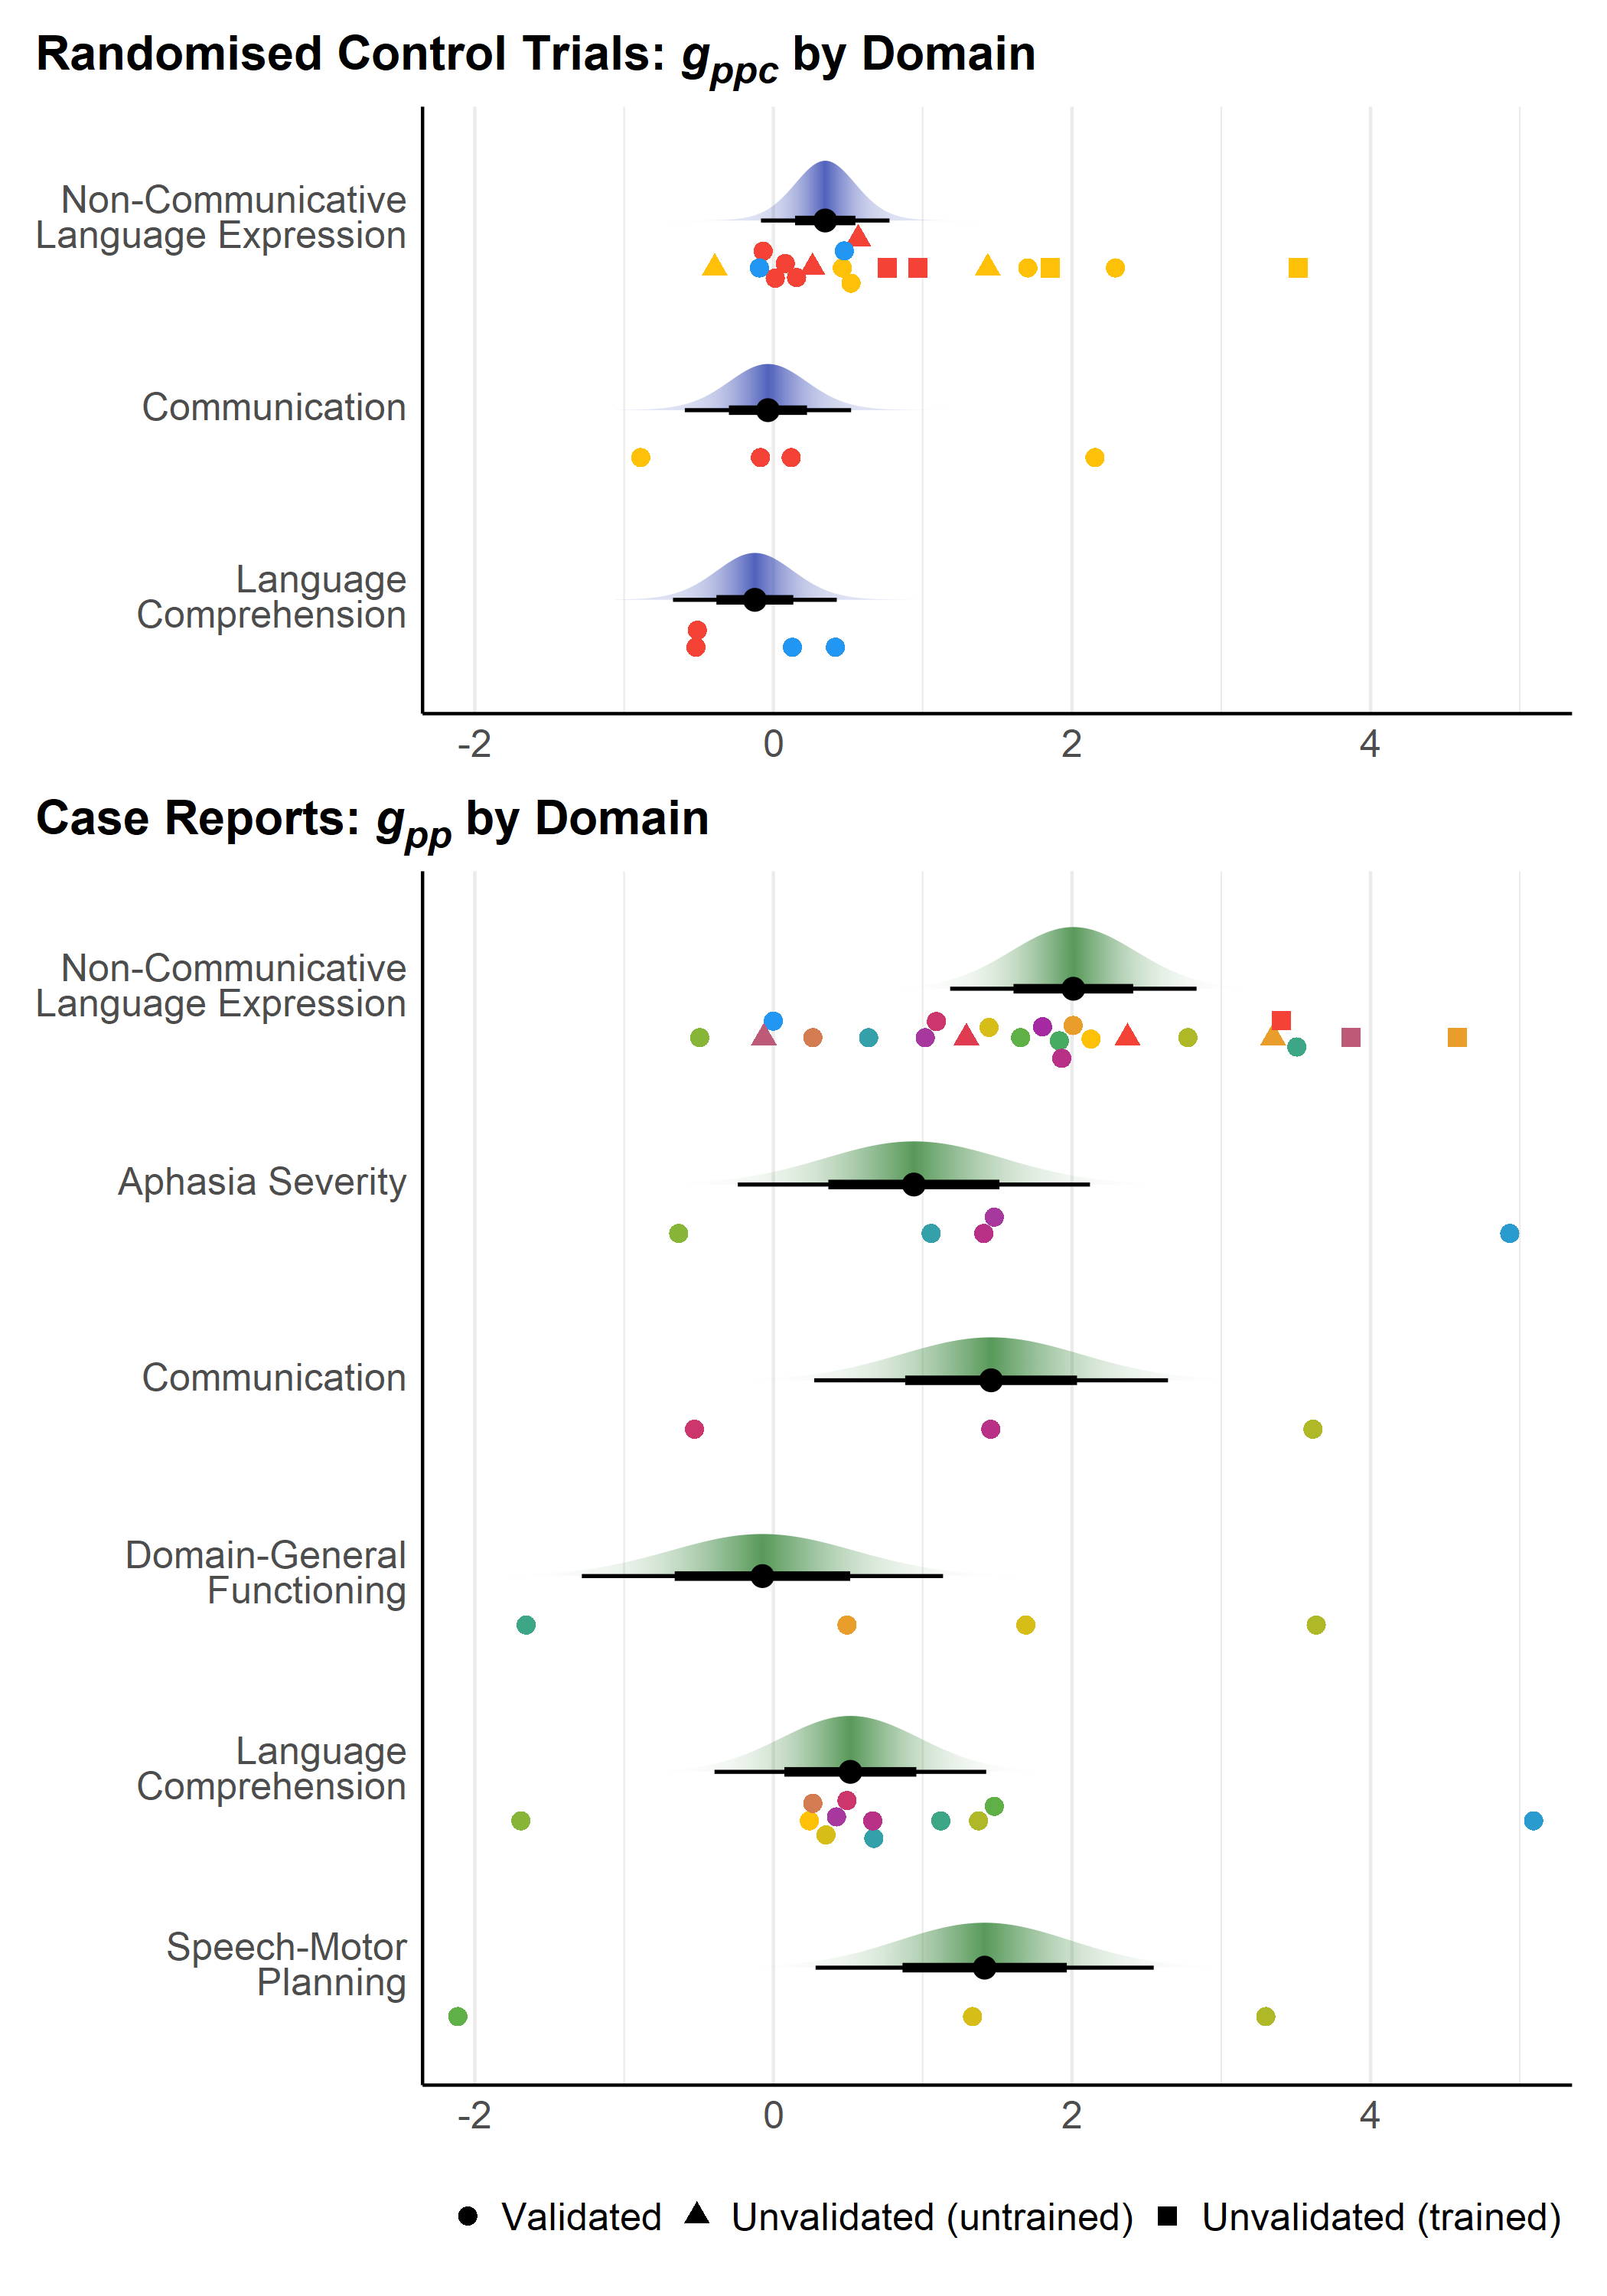 Randomised Control Trials: gppc by Domain
Non-Communicative
Language Expression
Communication
Language
Comprehension
-2 0 2 4
Case Reports: gpp by Domain
Non-Communicative
Language Expression
Aphasia Severity
Communication
Domain-General
Functioning
Language
Comprehension
Speech-Motor
Planning
-2 0 2 4
Validated Unvalidated (untrained) Unvalidated (trained)